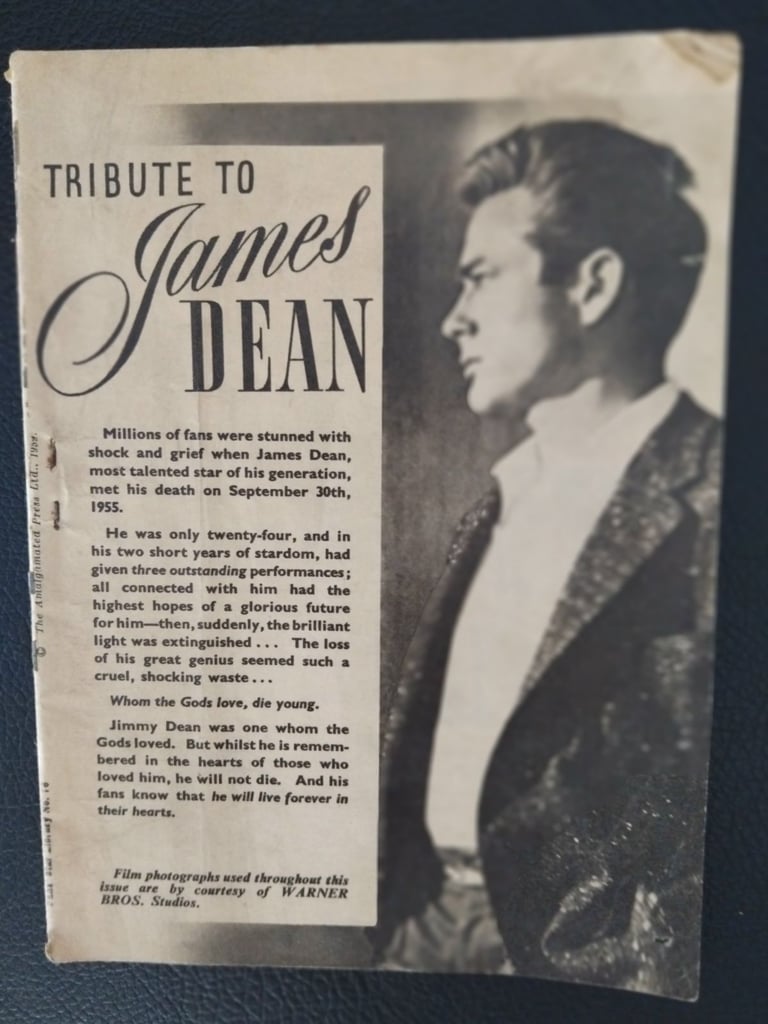 TRIBUTE TO
James
DEAN
Millions of fans were stunned with
shock and grief when James Dean,
most talented star of his generation,
met his death on September 30th,
1955.
He was only twenty-four, and in
his two short years of stardom, had
given three outstanding performances;
all connected with him had the
highest hopes of a glorious future
for him—then, suddenly, the brilliant
light was extinguished . . . The loss
of his great genius seemed such a
cruel, shocking waste . . .
Whom the Gods love, die young.
Jimmy Dean was one whom the
Gods loved. But whilst he is remem-
bered in the hearts of those who
loved him, he will not die. And his
fans know that he will live forever in
their hearts.
Film photographs used throughout this
issue are by courtesy of WARNER
BROS. Studios.
© The Amalgamated Press Ltd., 1959.